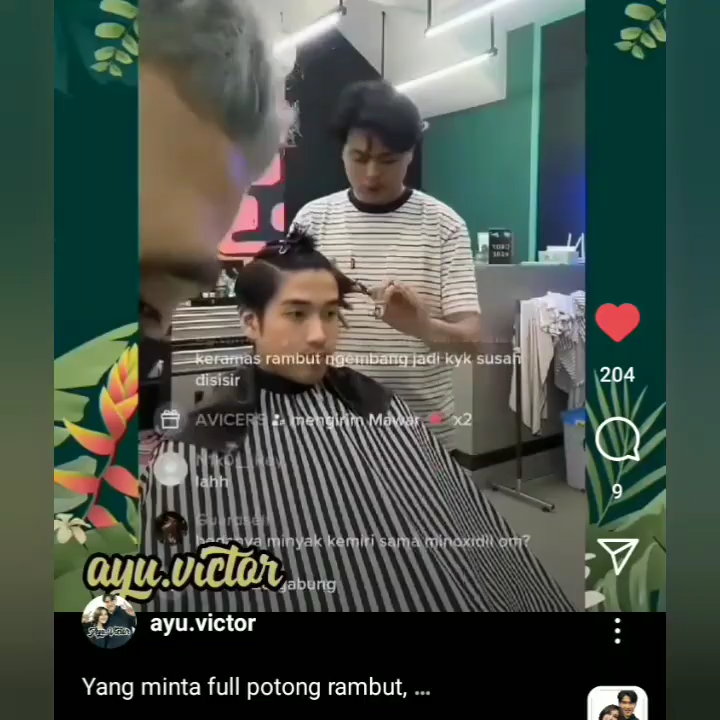 keramas rambut ngembang jadi kyk susah
disisir
AVICERS mengirim Mawar x2
lahh
minyak kemiri sama minoxidil om?
ayu.victor
204
9
ayu.victor
Yang minta full potong rambut, ...